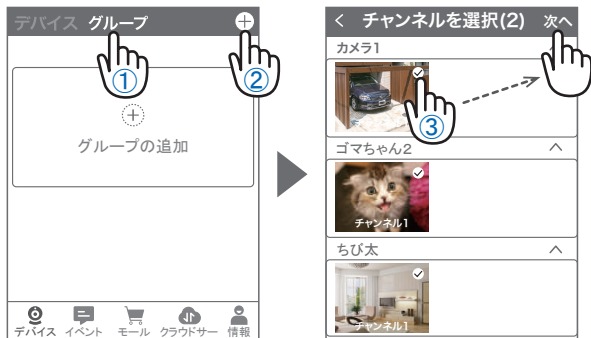 デバイス グループ
①
②
グループの追加
デバイス イベント モール クラウドサー 情報
< チャンネルを選択(2) 次へ
カメラ1
③
ゴマちゃん2
チャンネル1
ちび太
チャンネル1